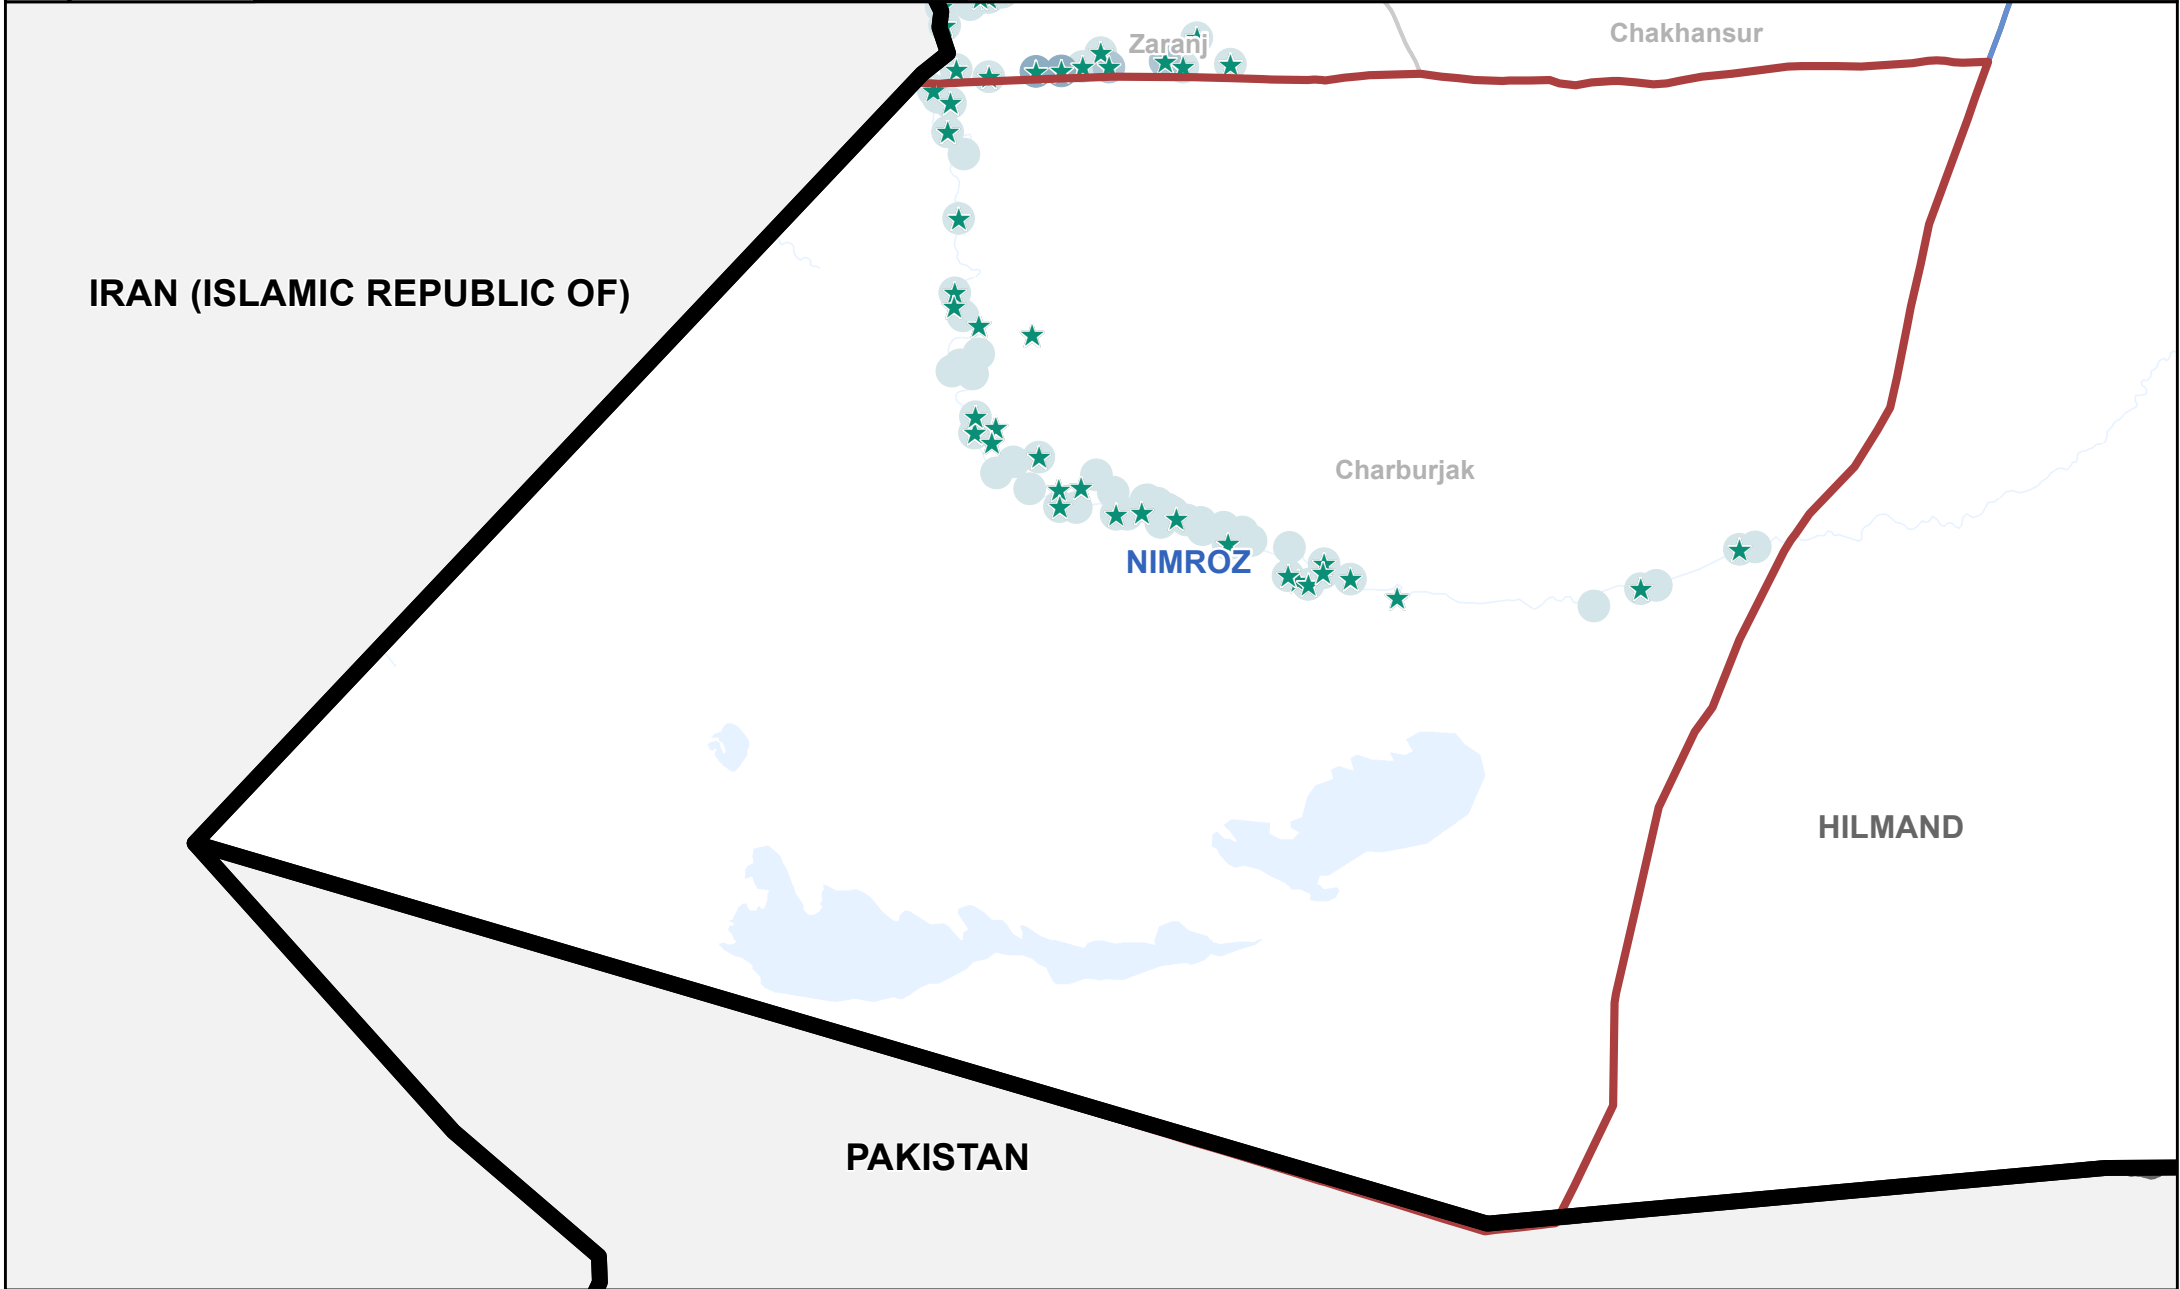 Chakhansur
Zaranj
IRAN (ISLAMIC REPUBLIC OF)
Charburjak
NIMROZ
HILMAND
PAKISTAN